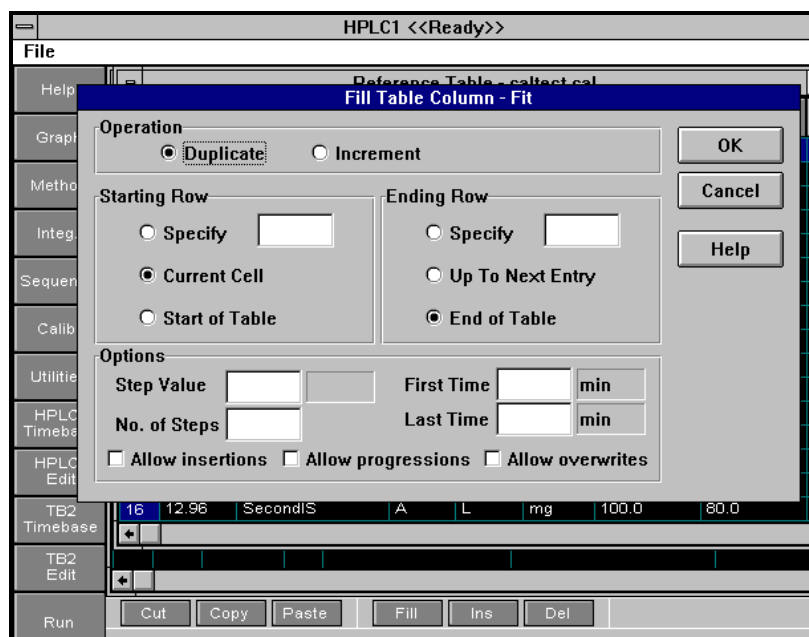 HPLC1 <<Ready>>
File
Help
Reference Table - caltest.cal
Fill Table Column - Fit
Graph
Metho
Integ.
Sequen
Calib
Utilitie
HPLC
Timeba
HPLC
Edit
TB2
Timebase
TB2
Edit
Run
Operation
Duplicate Increment
Starting Row
Specify
Current Cell
Start of Table
Ending Row
Specify
Up To Next Entry
End of Table
Options
Step Value First Time min
No. of Steps Last Time min
Allow insertions Allow progressions Allow overwrites
OK
Cancel
Help
16 12.96 SecondIS A L mg 100.0 80.0
Cut Copy Paste Fill Ins Del